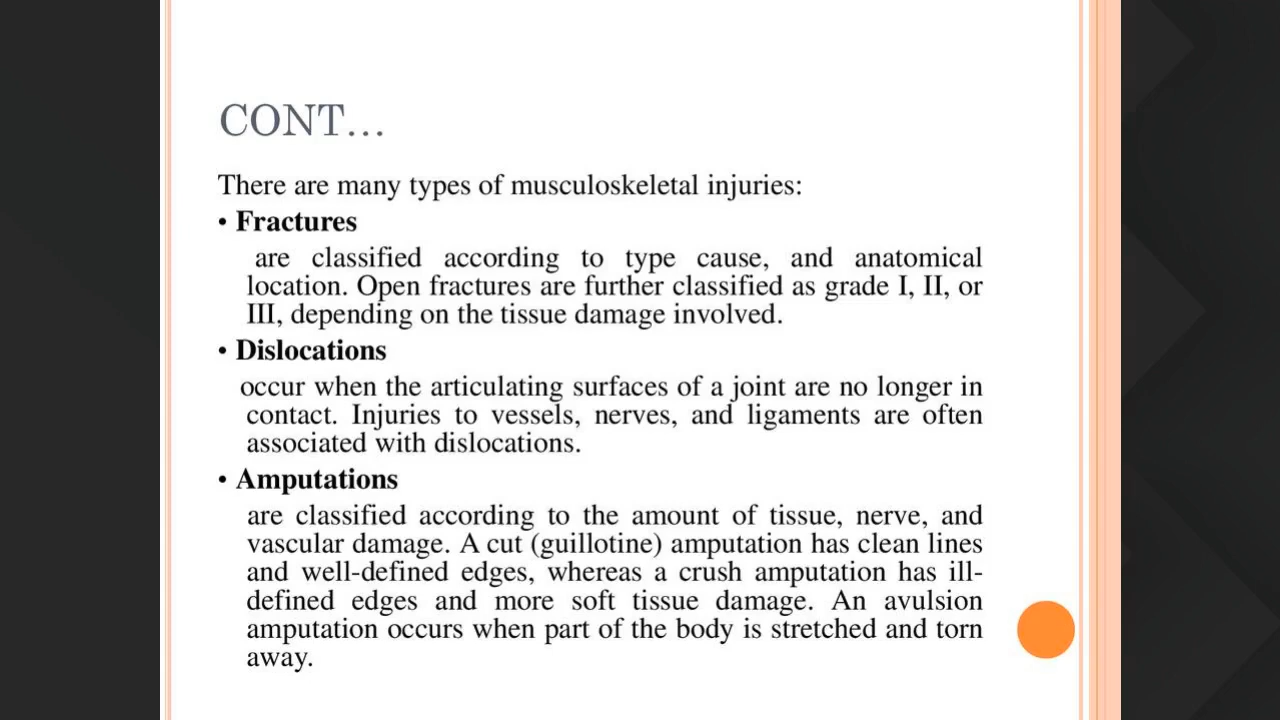 CONT...
There are many types of musculoskeletal injuries:
• Fractures
are classified according to type cause, and anatomical
location. Open fractures are further classified as grade I, II, or
III, depending on the tissue damage involved.
• Dislocations
occur when the articulating surfaces of a joint are no longer in
contact. Injuries to vessels, nerves, and ligaments are often
associated with dislocations.
• Amputations
are classified according to the amount of tissue, nerve, and
vascular damage. A cut (guillotine) amputation has clean lines
and well-defined edges, whereas a crush amputation has ill-
defined edges and more soft tissue damage. An avulsion
amputation occurs when part of the body is stretched and torn
away.